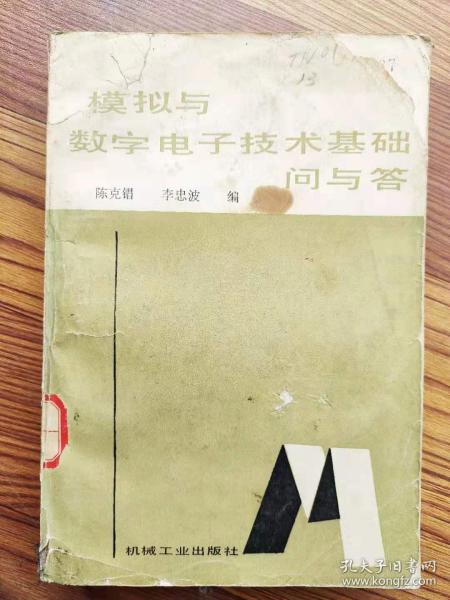 模拟与
数字电子技术基础
问与答
陈克錩 李忠波 编
机械工业出版社
孔夫子旧书网
www.kongfz.com